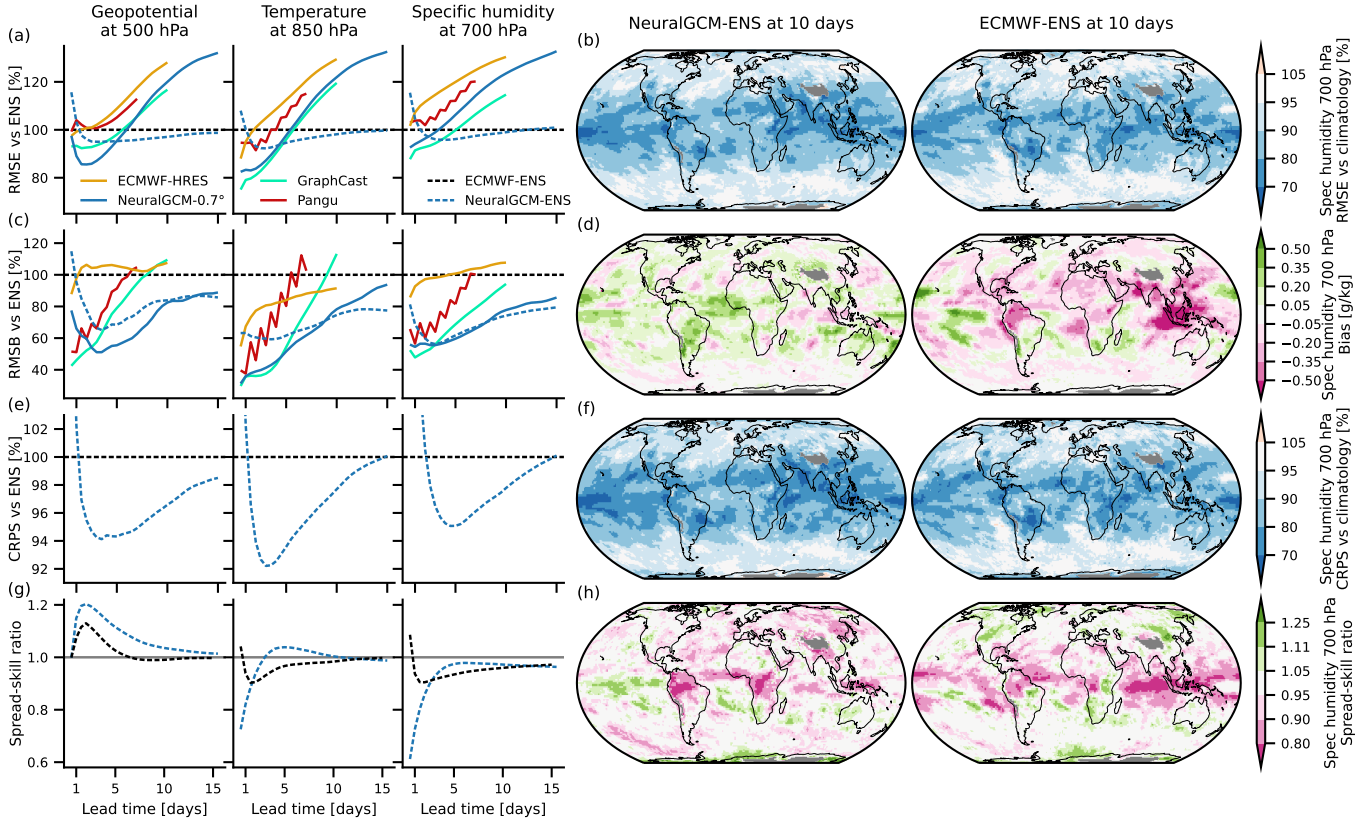 Geopotential
at 500 hPa
Temperature
at 850 hPa
Specific humidity
at 700 hPa
NeuralGCM-ENS at 10 days
ECMWF-ENS at 10 days
(a)
RMSE vs ENS [%]
120
100
80
ECMWF-HRES
NeuralGCM-0.7°
GraphCast
Pangu
ECMWF-ENS
NeuralGCM-ENS
(b)
105
95
90
80
70
Spec humidity 700 hPa
RMSE vs climatology [%]
(c)
RMSB vs ENS [%]
120
100
80
60
40
(d)
0.50
0.35
0.20
0.05
−0.05
−0.20
−0.35
−0.50
Spec humidity 700 hPa
Bias [g/kg]
(e)
CRPS vs ENS [%]
102
100
98
96
94
92
(f)
105
95
90
80
70
Spec humidity 700 hPa
CRPS vs climatology [%]
(g)
Spread-skill ratio
1.2
1.0
0.8
0.6
1 5 10 15
1 5 10 15
1 5 10 15
Lead time [days]
Lead time [days]
Lead time [days]
(h)
1.25
1.11
1.05
0.95
0.90
0.80
Spec humidity 700 hPa
Spread-skill ratio